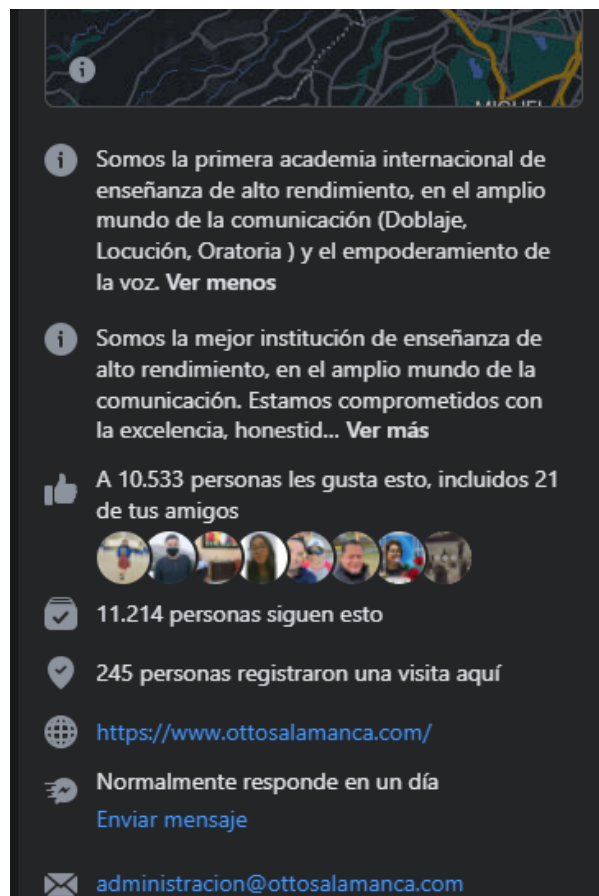 MIGUEL
Somos la primera academia internacional de
enseñanza de alto rendimiento, en el amplio
mundo de la comunicación (Doblaje,
Locución, Oratoria ) y el empoderamiento de
la voz. Ver menos
Somos la mejor institución de enseñanza de
alto rendimiento, en el amplio mundo de la
comunicación. Estamos comprometidos con
la excelencia, honestid... Ver más
A 10.533 personas les gusta esto, incluidos 21
de tus amigos
11.214 personas siguen esto
245 personas registraron una visita aquí
https://www.ottosalamanca.com/
Normalmente responde en un día
Enviar mensaje
administracion@ottosalamanca.com